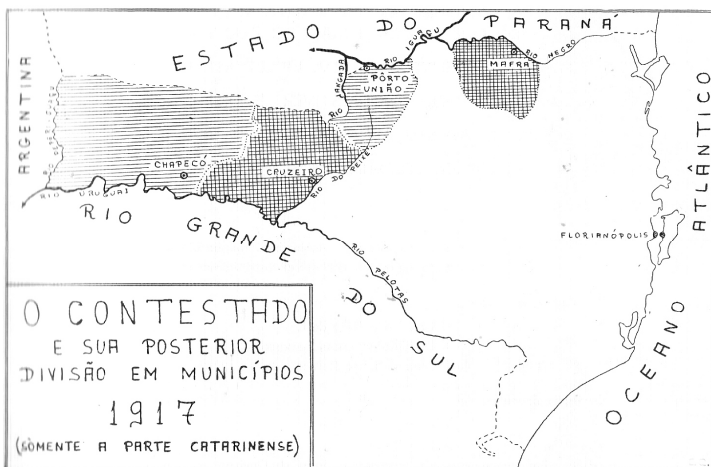 ESTADO DO PARANÁ
ARGENTINA
RIO IGUAÇU
RIO NEGRO
MAFRA
PÔRTO
UNIÃO
RIO JANGADA
CHAPECÓ
CRUZEIRO
RIO DO PEIXE
RIO URUGUAI
RIO GRANDE DO SUL
RIO PELOTAS
FLORIANÓPOLIS
OCEANO ATLÂNTICO
O CONTESTADO
E SUA POSTERIOR
DIVISÃO EM MUNICÍPIOS
1917
(SOMENTE A PARTE CATARINENSE)